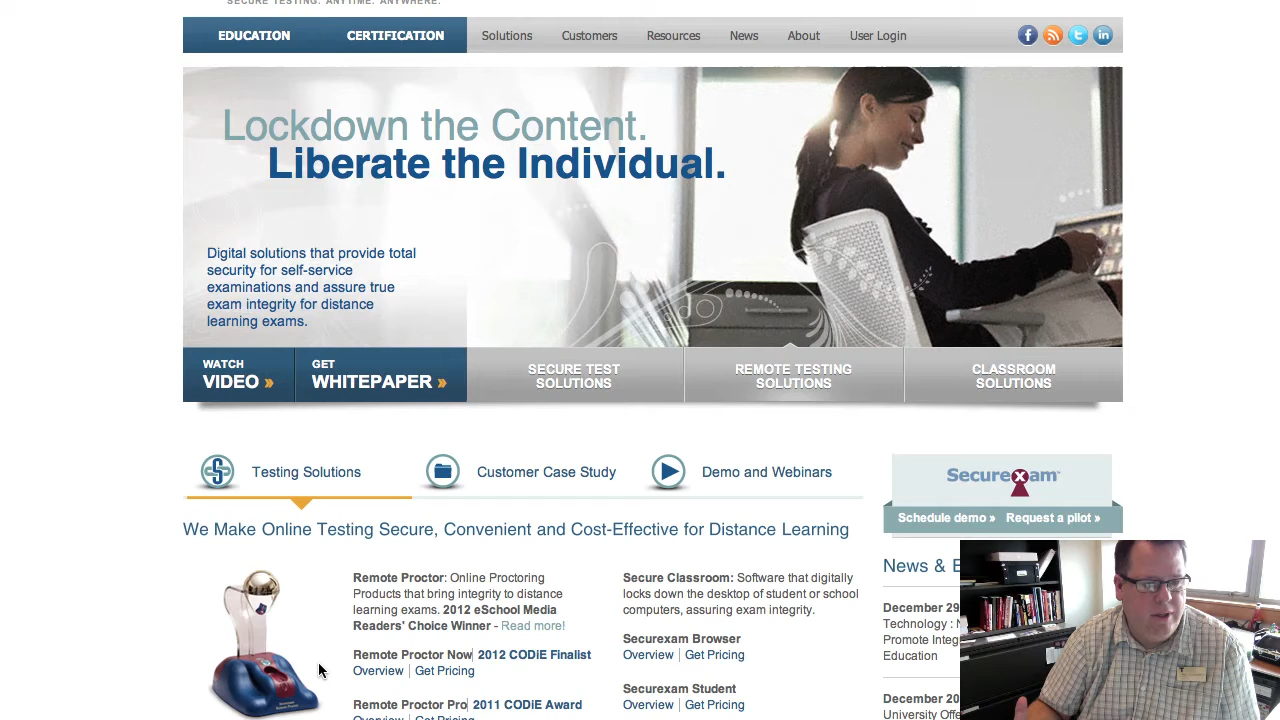 SECURE TESTING. ANYTIME. ANYWHERE.
EDUCATION CERTIFICATION Solutions Customers Resources News About User Login
Lockdown the Content.
Liberate the Individual.
Digital solutions that provide total
security for self-service
examinations and assure true
exam integrity for distance
learning exams.
WATCH
VIDEO »
GET
WHITEPAPER »
SECURE TEST
SOLUTIONS
REMOTE TESTING
SOLUTIONS
CLASSROOM
SOLUTIONS
Testing Solutions
Customer Case Study
Demo and Webinars
We Make Online Testing Secure, Convenient and Cost-Effective for Distance Learning
Remote Proctor: Online Proctoring
Products that bring integrity to distance
learning exams. 2012 eSchool Media
Readers' Choice Winner - Read more!
Remote Proctor Now| 2012 CODiE Finalist
Overview | Get Pricing
Remote Proctor Pro| 2011 CODiE Award
Overview | Get Pricing
Secure Classroom: Software that digitally
locks down the desktop of student or school
computers, assuring exam integrity.
Securexam Browser
Overview | Get Pricing
Securexam Student
Overview | Get Pricing
Securexam™
Schedule demo » Request a pilot »
News & E
December 29
Technology : N
Promote Integ
Education
December 20
University Offe